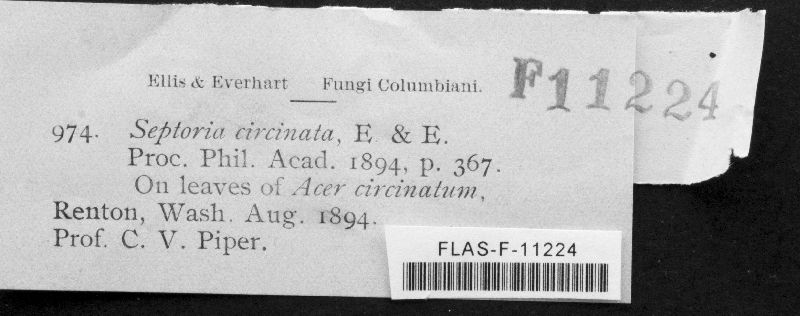 Ellis & Everhart Fungi Columbiani.
F11224
974. Septoria circinata, E. & E.
Proc. Phil. Acad. 1894, p. 367.
On leaves of Acer circinatum,
Renton, Wash. Aug. 1894.
Prof. C. V. Piper.
FLAS-F-11224